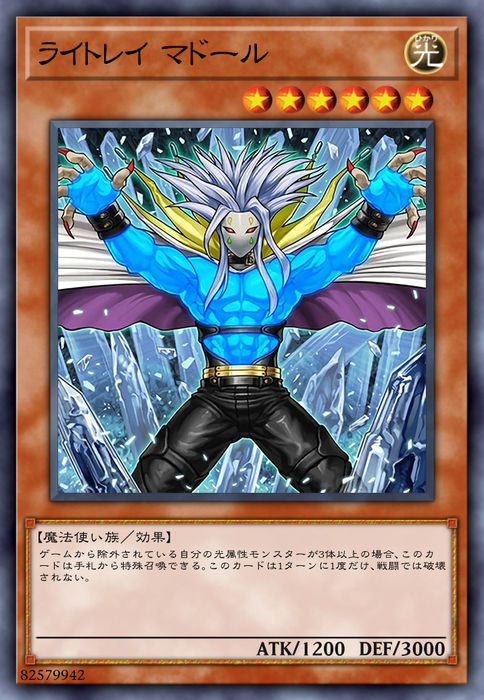 ライトレイ マドール
ひかり
光
【魔法使い族／効果】
ゲームから除外されている自分の光属性モンスターが3体以上の場合、このカ
ードは手札から特殊召喚できる。このカードは1ターンに1度だけ、戦闘では破壊
されない。
ATK/1200 DEF/3000
82579942